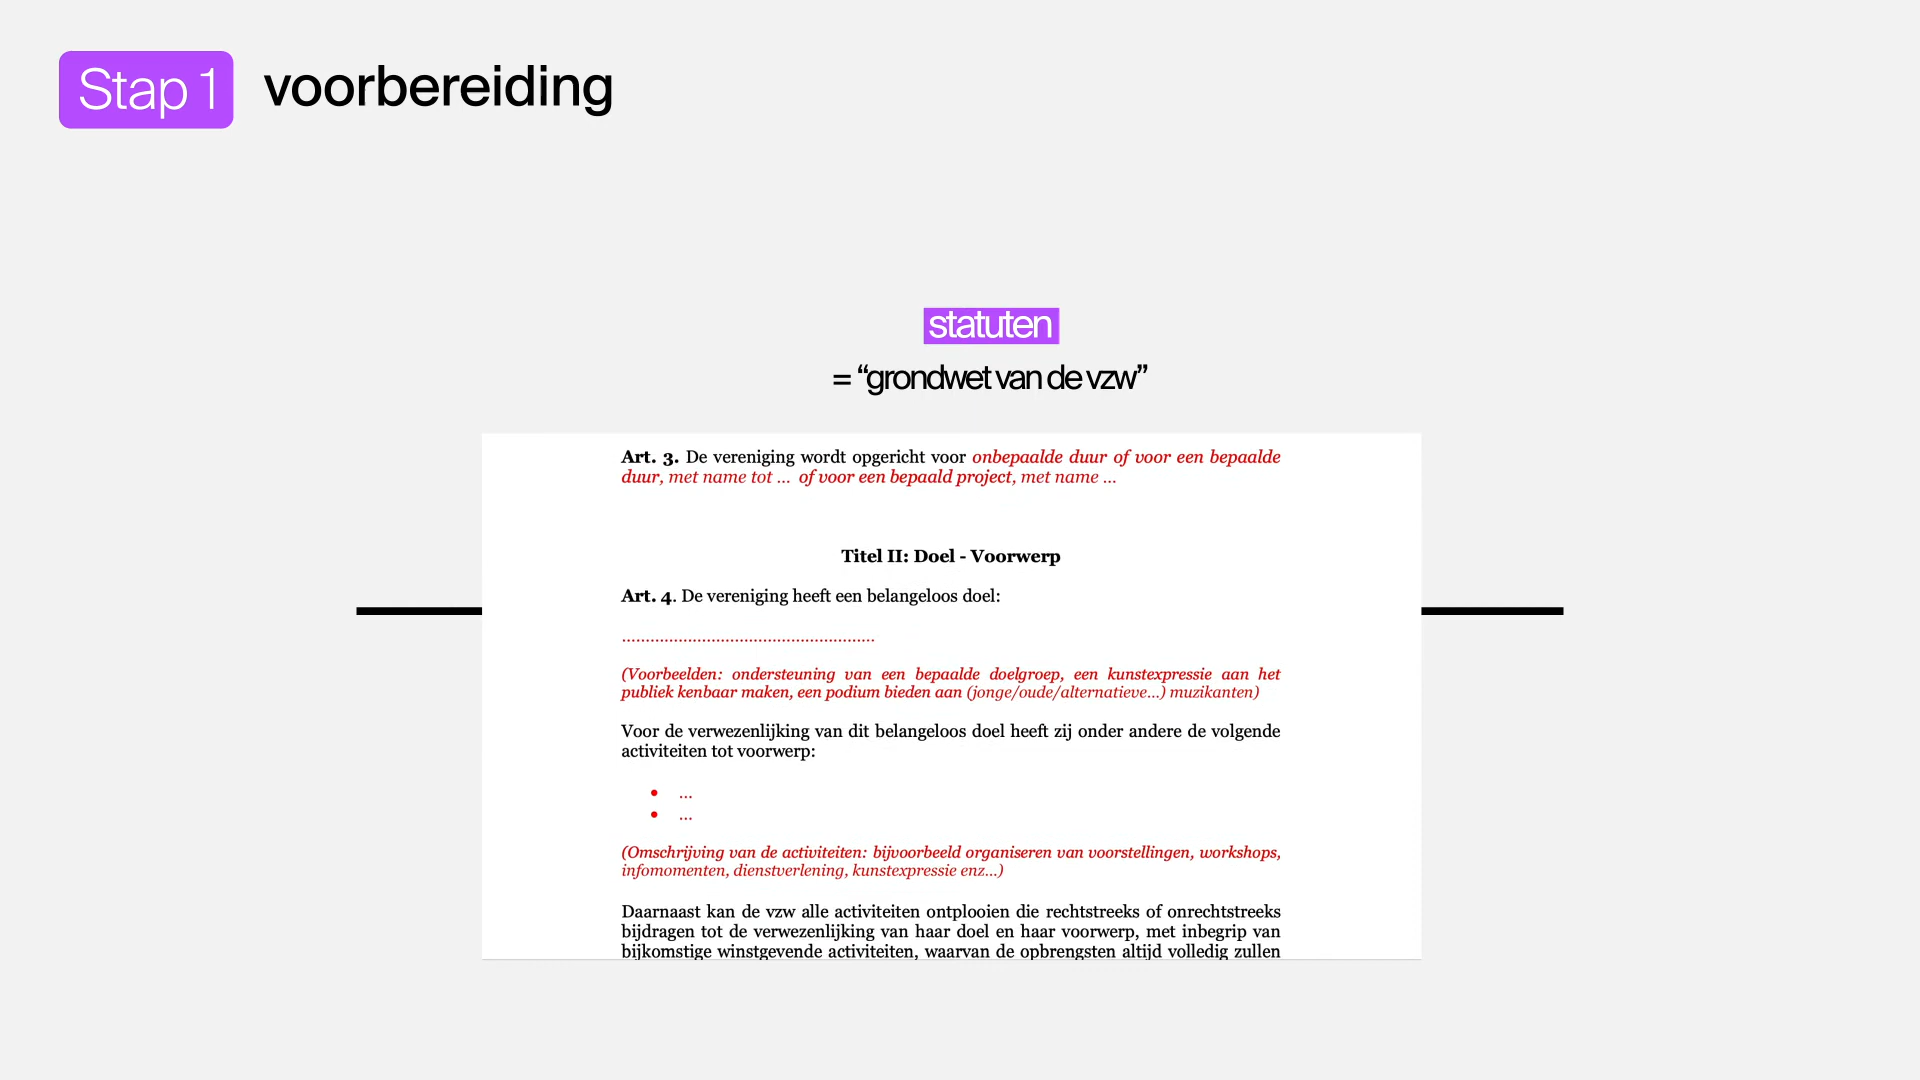 Stap 1 voorbereiding
statuten
= “grondwet van de vzw”
Art. 3. De vereniging wordt opgericht voor onbepaalde duur of voor een bepaalde
duur, met name tot ... of voor een bepaald project, met name ...
Titel II: Doel - Voorwerp
Art. 4. De vereniging heeft een belangeloos doel:
......................................................
(Voorbeelden: ondersteuning van een bepaalde doelgroep, een kunstexpressie aan het
publiek kenbaar maken, een podium bieden aan (jonge/oude/alternatieve...) muzikanten)
Voor de verwezenlijking van dit belangeloos doel heeft zij onder andere de volgende
activiteiten tot voorwerp:
• ...
• ...
(Omschrijving van de activiteiten: bijvoorbeeld organiseren van voorstellingen, workshops,
infomomenten, dienstverlening, kunstexpressie enz...)
Daarnaast kan de vzw alle activiteiten ontplooien die rechtstreeks of onrechtstreeks
bijdragen tot de verwezenlijking van haar doel en haar voorwerp, met inbegrip van
bijkomstige winstgevende activiteiten, waarvan de opbrengsten altijd volledig zullen